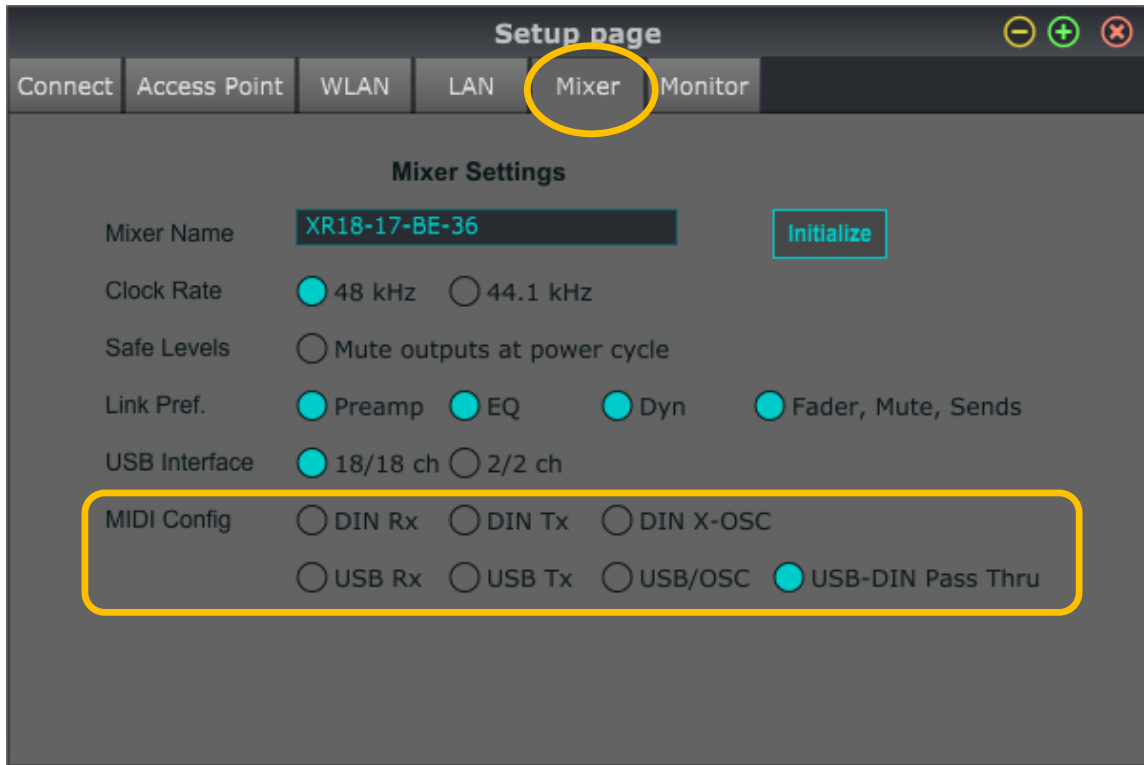 Setup page
Connect Access Point WLAN LAN Mixer Monitor
Mixer Settings
Mixer Name XR18-17-BE-36 Initialize
Clock Rate 48 kHz 44.1 kHz
Safe Levels Mute outputs at power cycle
Link Pref. Preamp EQ Dyn Fader, Mute, Sends
USB Interface 18/18 ch 2/2 ch
MIDI Config DIN Rx DIN Tx DIN X-OSC
USB Rx USB Tx USB/OSC USB-DIN Pass Thru